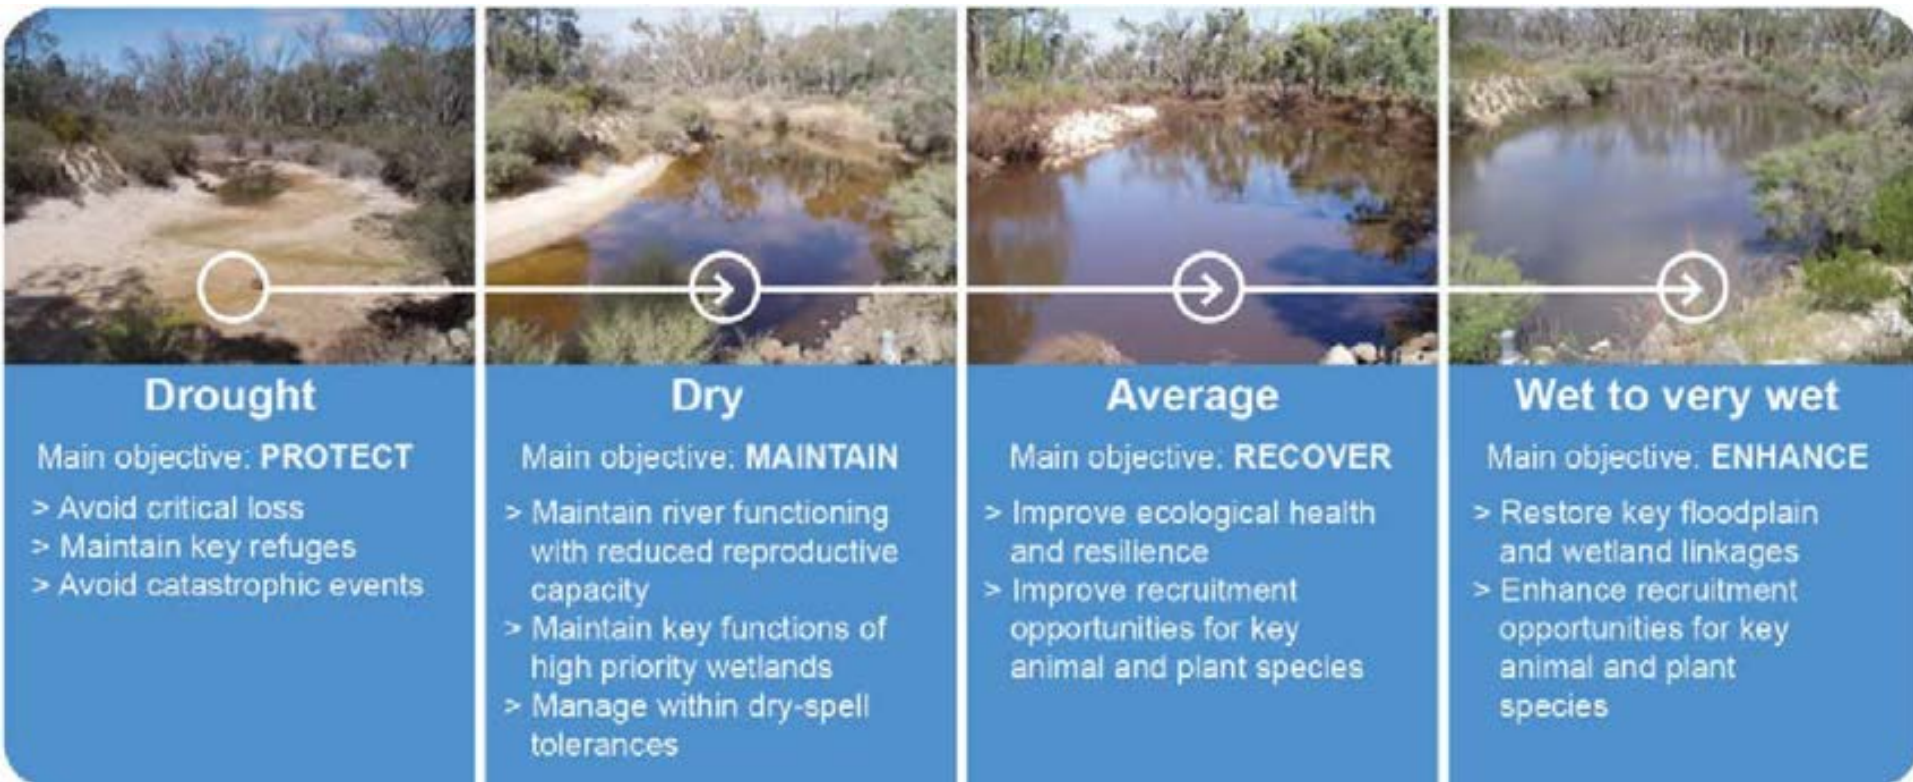 Drought
Main objective: PROTECT
> Avoid critical loss
> Maintain key refuges
> Avoid catastrophic events
Dry
Main objective: MAINTAIN
> Maintain river functioning
with reduced reproductive
capacity
> Maintain key functions of
high priority wetlands
> Manage within dry-spell
tolerances
Average
Main objective: RECOVER
> Improve ecological health
and resilience
> Improve recruitment
opportunities for key
animal and plant species
Wet to very wet
Main objective: ENHANCE
> Restore key floodplain
and wetland linkages
> Enhance recruitment
opportunities for key
animal and plant
species